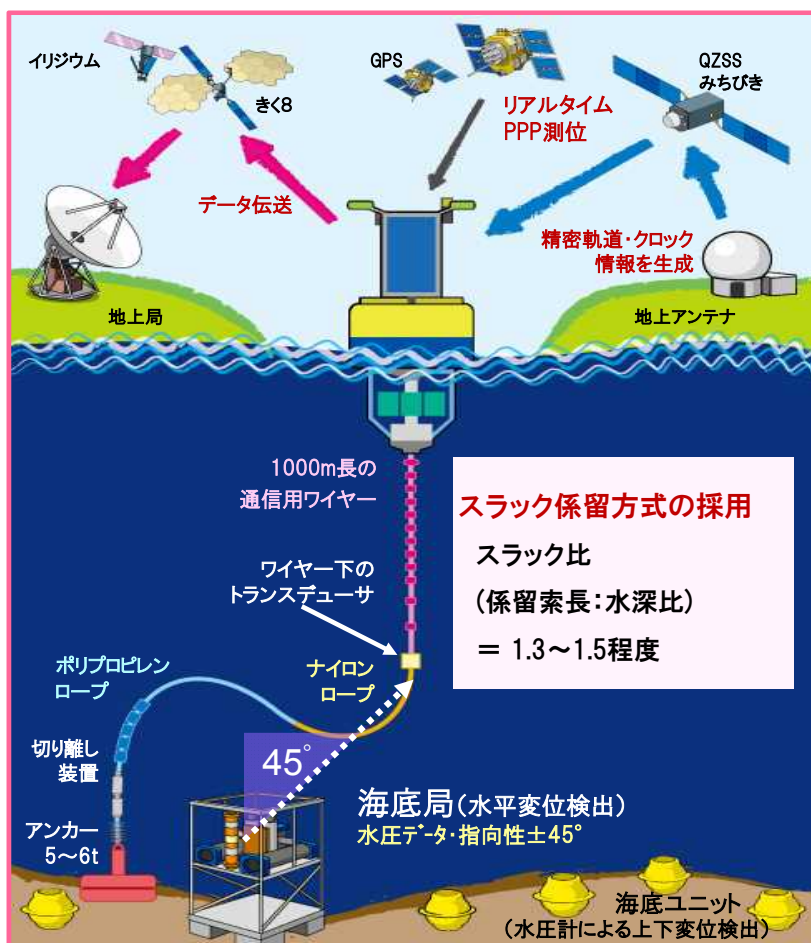 イリジウム
きく8
GPS
QZSS
みちびき
リアルタイム
PPP測位
データ伝送
精密軌道・クロック
情報を生成
地上局
地上アンテナ
1000m長の
通信用ワイヤー
スラック係留方式の採用
スラック比
(係留索長:水深比)
= 1.3~1.5程度
ワイヤー下の
トランスデューサ
ポリプロピレン
ロープ
ナイロン
ロープ
切り離し
装置
45°
アンカー
5~6t
海底局(水平変位検出)
水圧データ・指向性±45°
海底ユニット
(水圧計による上下変位検出)